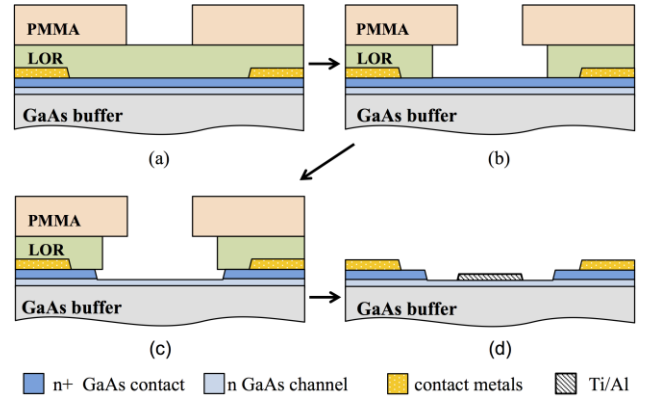 PMMA
LOR
GaAs buffer
(a)
PMMA
LOR
GaAs buffer
(b)
PMMA
LOR
GaAs buffer
(c)
GaAs buffer
(d)
n+ GaAs contact
n GaAs channel
contact metals
Ti/Al